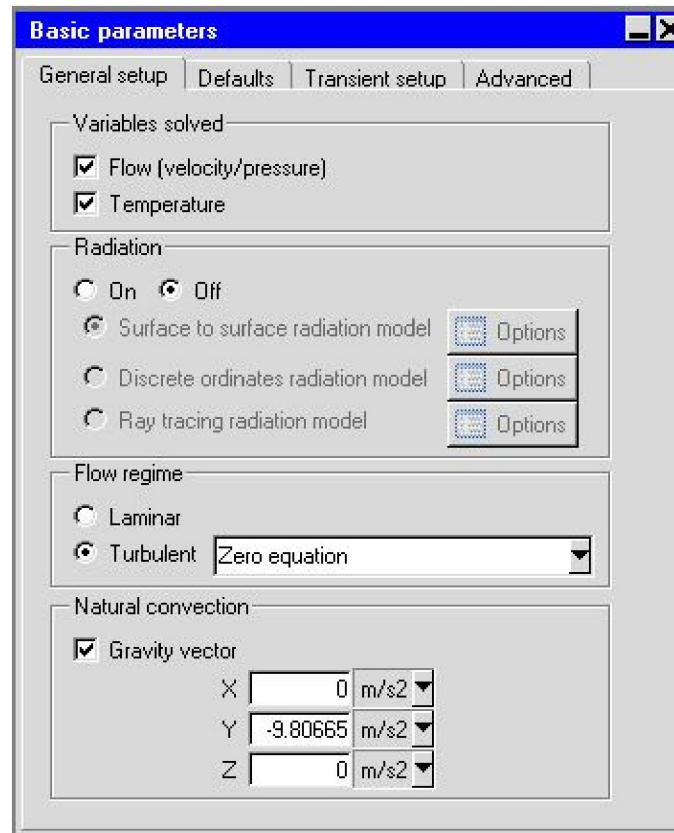 Basic parameters
General setup Defaults Transient setup Advanced
Variables solved
Flow (velocity/pressure)
Temperature
Radiation
On Off
Surface to surface radiation model Options
Discrete ordinates radiation model Options
Ray tracing radiation model Options
Flow regime
Laminar
Turbulent Zero equation
Natural convection
Gravity vector
X 0 m/s2
Y -9.80665 m/s2
Z 0 m/s2